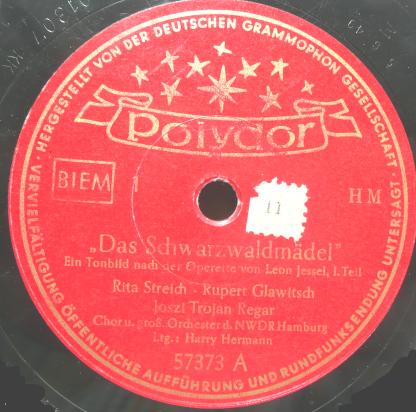 HERGESTELLT VON DER DEUTSCHEN GRAMMOPHON GESELLSCHAFT · VERVIELFÄLTIGUNG ÖFFENTLICHE AUFFÜHRUNG UND RUNDFUNKSENDUNG UNTERSAGT ·
Polydor
BIEM
HM
11
„Das Schwarzwaldmädel"
Ein Tonbild nach der Operette von Leon Jessel, I. Teil
Rita Streich · Rupert Glawitsch
Joszi Trojan Regar
Chor u. groß. Orchester d. NWDR Hamburg
Ltg.: Harry Hermann
57373 A